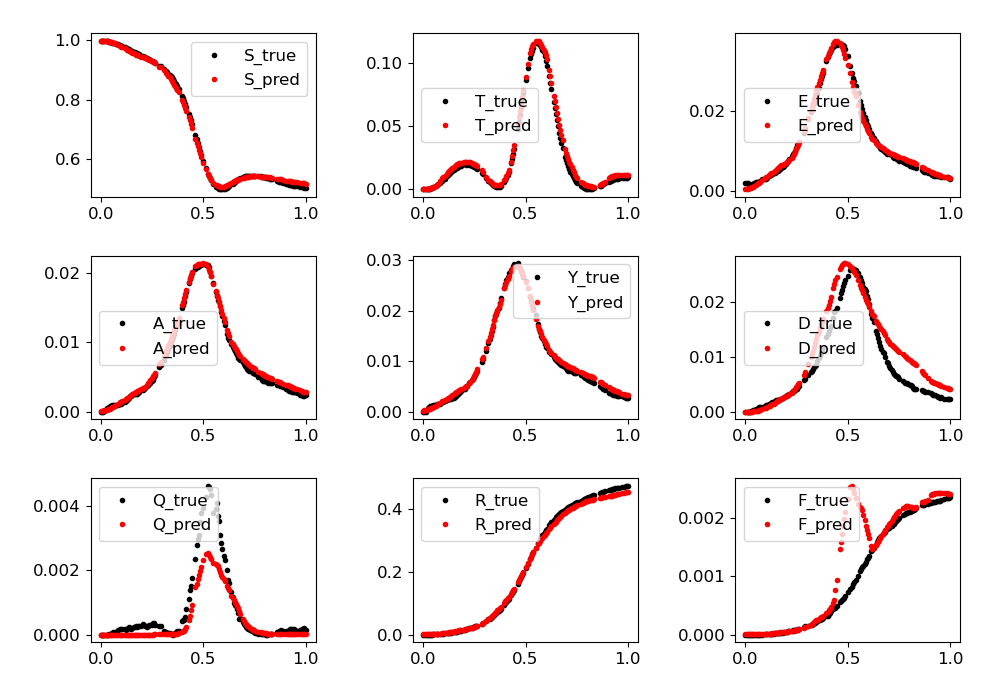 1.0
0.8
0.6
0.0 0.5 1.0
S_true
S_pred
0.10
0.05
0.00
0.0 0.5 1.0
T_true
T_pred
0.02
0.00
0.0 0.5 1.0
E_true
E_pred
0.02
0.01
0.00
0.0 0.5 1.0
A_true
A_pred
0.03
0.02
0.01
0.00
0.0 0.5 1.0
Y_true
Y_pred
0.02
0.01
0.00
0.0 0.5 1.0
D_true
D_pred
0.004
0.002
0.000
0.0 0.5 1.0
Q_true
Q_pred
0.4
0.2
0.0
0.0 0.5 1.0
R_true
R_pred
0.002
0.001
0.000
0.0 0.5 1.0
F_true
F_pred